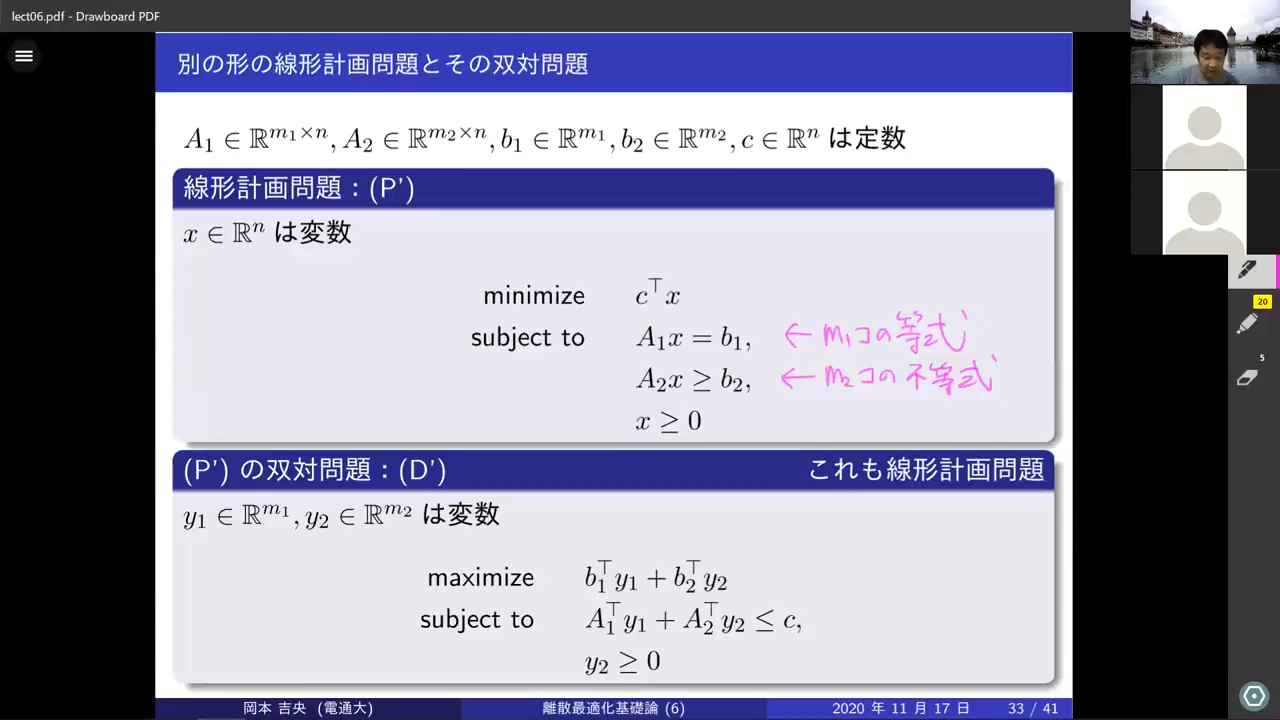 lect06.pdf - Drawboard PDF
別の形の線形計画問題とその双対問題
A₁ ∈ ℝ^{m₁×n}, A₂ ∈ ℝ^{m₂×n}, b₁ ∈ ℝ^{m₁}, b₂ ∈ ℝ^{m₂}, c ∈ ℝⁿ は定数
線形計画問題：(P')
x ∈ ℝⁿ は変数
minimize c^⊤ x
subject to A₁x = b₁, ← m₁コの等式
A₂x ≥ b₂, ← m₂コの不等式
x ≥ 0
(P') の双対問題：(D') これも線形計画問題
y₁ ∈ ℝ^{m₁}, y₂ ∈ ℝ^{m₂} は変数
maximize b₁^⊤ y₁ + b₂^⊤ y₂
subject to A₁^⊤ y₁ + A₂^⊤ y₂ ≤ c,
y₂ ≥ 0
岡本 吉央 (電通大) 離散最適化基礎論 (6) 2020 年 11 月 17 日 33 / 41
20
5